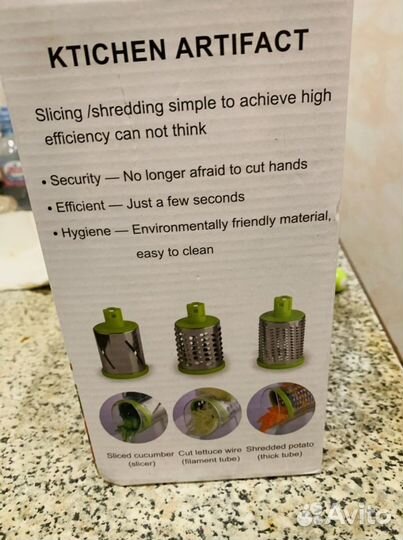 KTICHEN ARTIFACT
Slicing /shredding simple to achieve high
efficiency can not think
• Security — No longer afraid to cut hands
• Efficient — Just a few seconds
• Hygiene — Environmentally friendly material,
easy to clean
Sliced cucumber Cut lettuce wire Shredded potato
(slicer) (filament tube) (thick tube)
Avito